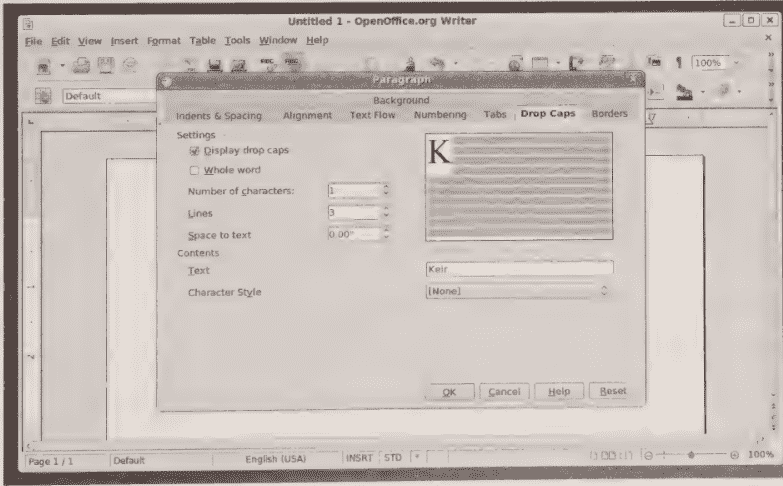 Untitled 1 - OpenOffice.org Writer
File Edit View Insert Format Table Tools Window Help
100%
Default
Paragraph
Background
Indents & Spacing Alignment Text Flow Numbering Tabs Drop Caps Borders
Settings
Display drop caps
Whole word
Number of characters: 1
Lines 3
Space to text 0.00"
K
Contents
Text Keir
Character Style [None]
OK Cancel Help Reset
Page 1 / 1 Default English (USA) INSRT STD * 100%